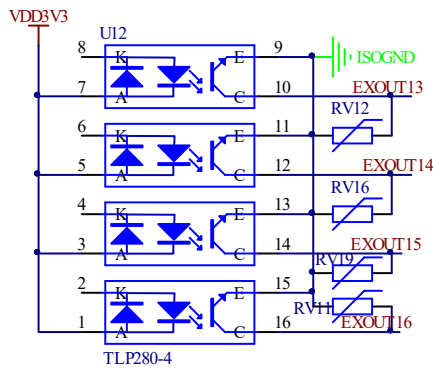 VDD3V3
U12
8 K E 9 ISOGND
7 A C 10 EXOUT13
RV12
6 K E 11
5 A C 12 EXOUT14
RV16
4 K E 13
3 A C 14 EXOUT15
RV19
2 K E 15
RV11
1 A C 16 EXOUT16
TLP280-4